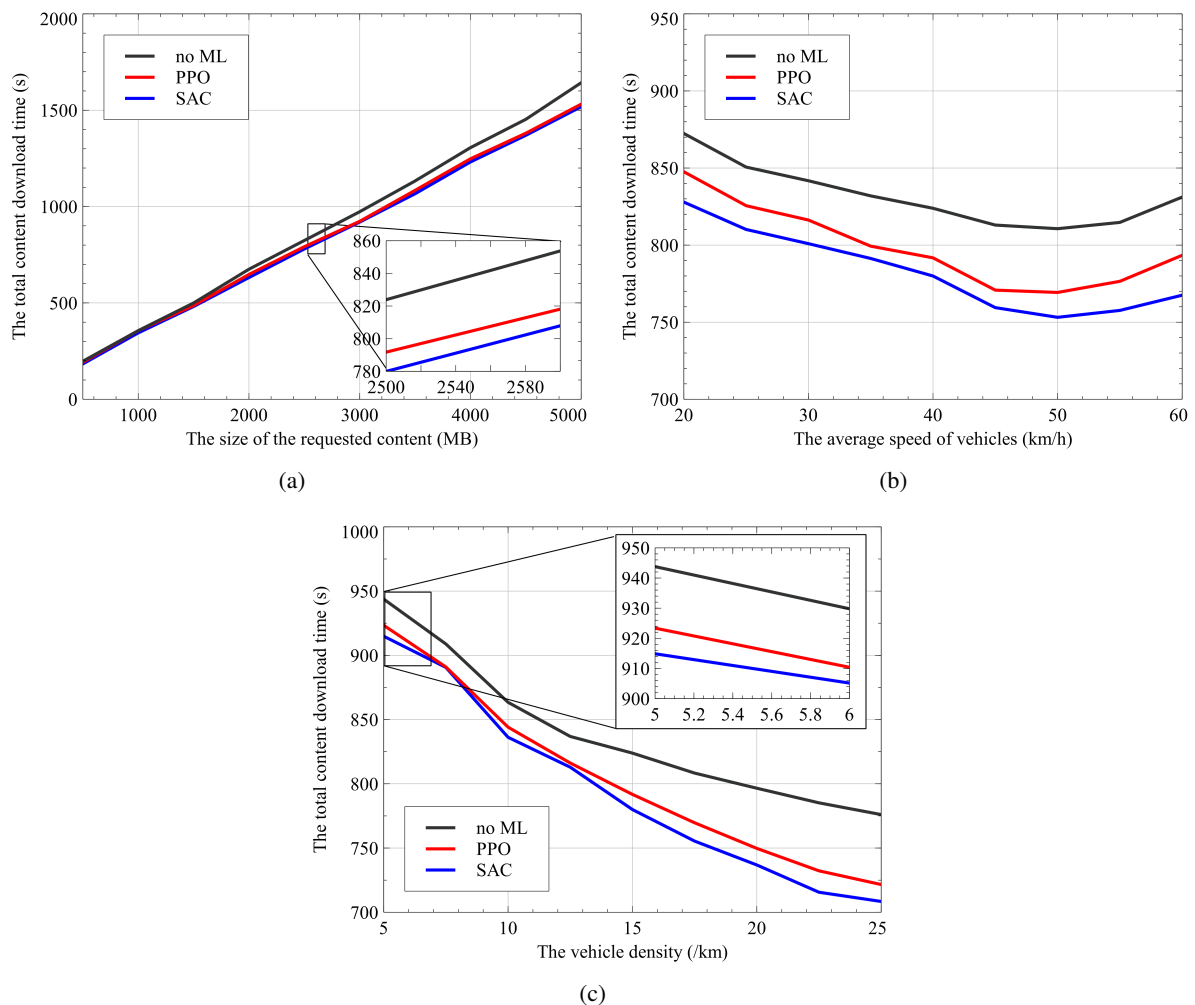 The total content download time (s)
2000
1500
1000
500
0
no ML
PPO
SAC
860
840
820
800
780
2500 2540 2580
1000 2000 3000 4000 5000
The size of the requested content (MB)
(a)
The total content download time (s)
950
900
850
800
750
700
no ML
PPO
SAC
20 30 40 50 60
The average speed of vehicles (km/h)
(b)
The total content download time (s)
1000
950
900
850
800
750
700
950
940
930
920
910
900
5 5.2 5.4 5.6 5.8 6
no ML
PPO
SAC
5 10 15 20 25
The vehicle density (/km)
(c)